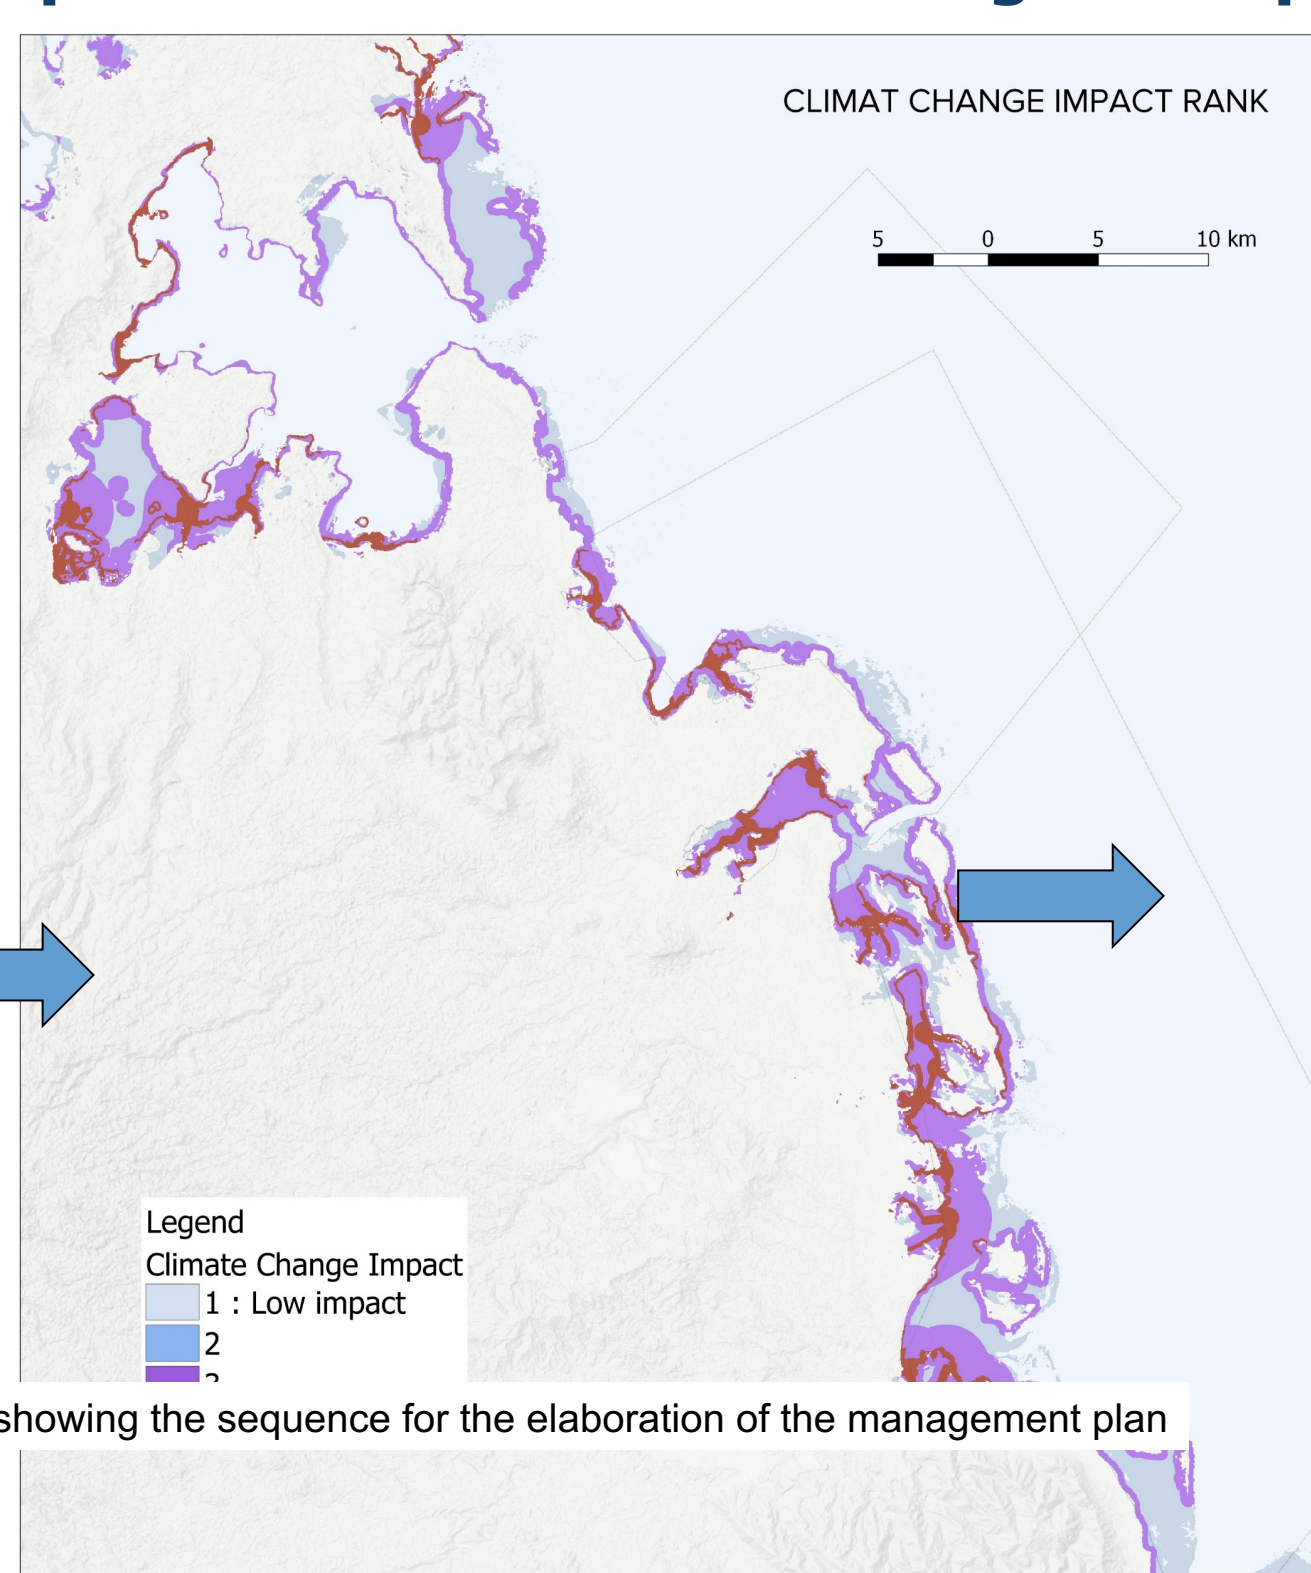 CLIMAT CHANGE IMPACT RANK
5 0 5 10 km
Legend
Climate Change Impact
1 : Low impact
2
showing the sequence for the elaboration of the management plan